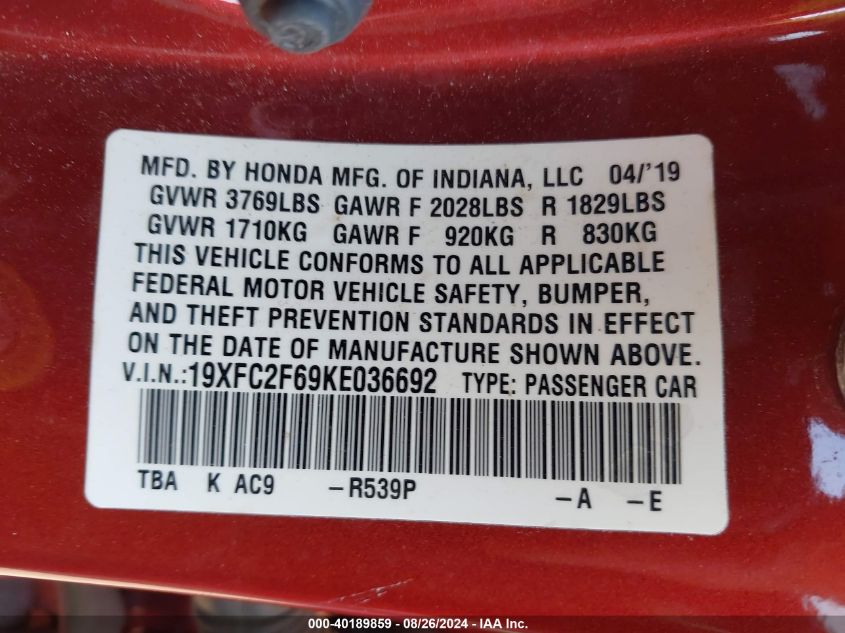 MFD. BY HONDA MFG. OF INDIANA, LLC 04/'19
GVWR 3769LBS GAWR F 2028LBS R 1829LBS
GVWR 1710KG GAWR F 920KG R 830KG
THIS VEHICLE CONFORMS TO ALL APPLICABLE
FEDERAL MOTOR VEHICLE SAFETY, BUMPER,
AND THEFT PREVENTION STANDARDS IN EFFECT
ON THE DATE OF MANUFACTURE SHOWN ABOVE.
V.I.N.:19XFC2F69KE036692 TYPE: PASSENGER CAR
TBA K AC9 -R539P -A -E
000-40189859 - 08/26/2024 - IAA Inc.